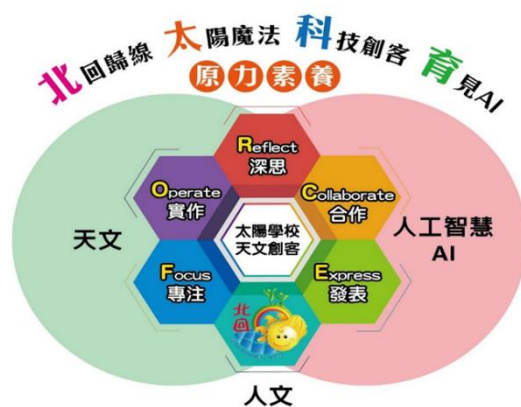 北回歸線 太陽魔法 科技創客 育見AI
原力素養
Reflect
深思
Operate
實作
Collaborate
合作
天文
太陽學校
天文創客
人工智慧
AI
Focus
專注
Express
發表
北回
人文